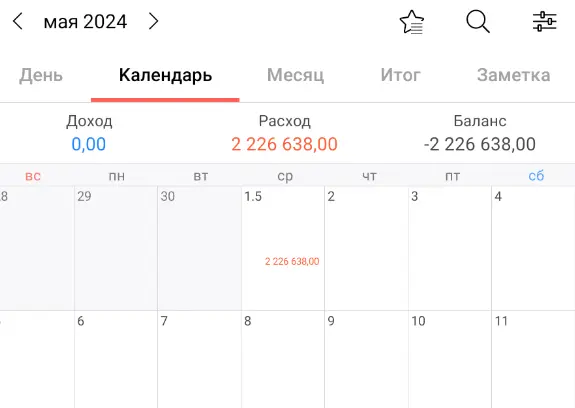 мая 2024
День Календарь Месяц Итог Заметка
Доход Расход Баланс
0,00 2 226 638,00 -2 226 638,00
вс пн вт ср чт пт сб
8 29 30 1.5 2 3 4
2 226 638,00
6 7 8 9 10 11